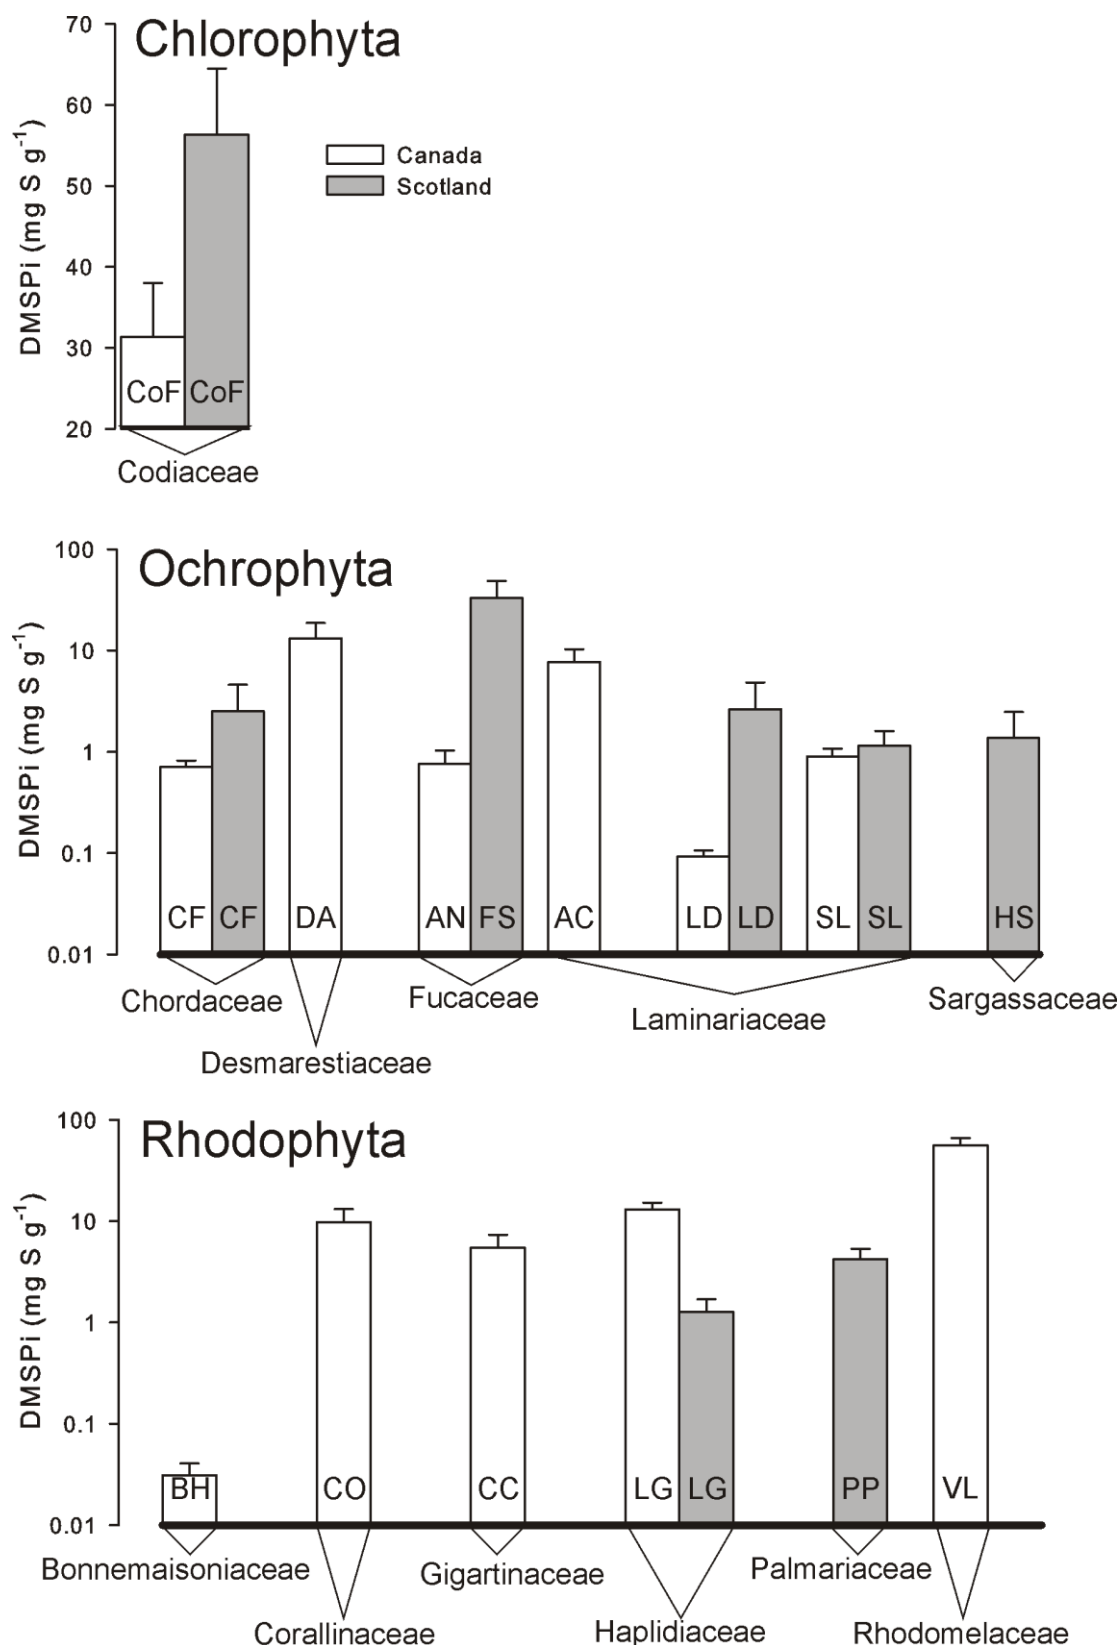 Chlorophyta
70
60
50
40
30
20
DMSPi (mg S g⁻¹)
Canada
Scotland
CoF CoF
Codiaceae
Ochrophyta
100
10
1
0.1
0.01
DMSPi (mg S g⁻¹)
CF CF DA AN FS AC LD LD SL SL HS
Chordaceae Fucaceae Laminariaceae Sargassaceae
Desmarestiaceae
Rhodophyta
100
10
1
0.1
0.01
DMSPi (mg S g⁻¹)
BH CO CC LG LG PP VL
Bonnemaisoniaceae Gigartinaceae Palmariaceae
Corallinaceae Haplidiaceae Rhodomelaceae